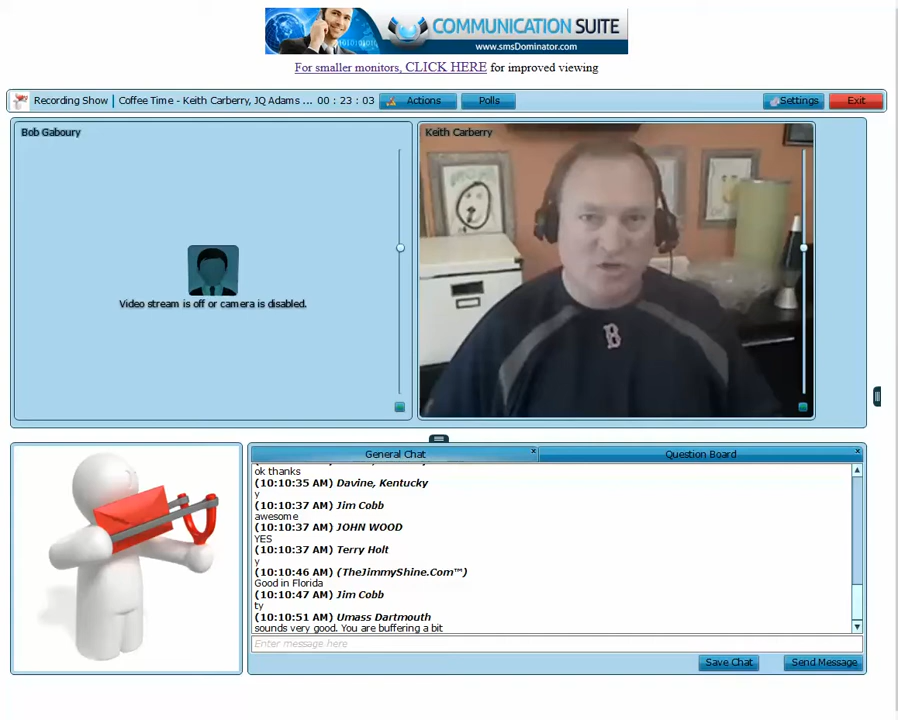 COMMUNICATION SUITE
www.smsDominator.com
For smaller monitors, CLICK HERE for improved viewing
Recording Show | Coffee Time - Keith Carberry, JQ Adams ... 00 : 23 : 03 Actions Polls Settings Exit
Bob Gaboury
Keith Carberry
B
Video stream is off or camera is disabled.
General Chat x
Question Board x
ok thanks
(10:10:35 AM) Davine, Kentucky
y
(10:10:37 AM) Jim Cobb
awesome
(10:10:37 AM) JOHN WOOD
YES
(10:10:37 AM) Terry Holt
y
(10:10:46 AM) (TheJimmyShine.Com™)
Good in Florida
(10:10:47 AM) Jim Cobb
ty
(10:10:51 AM) Umass Dartmouth
sounds very good. You are buffering a bit
Enter message here
Save Chat Send Message